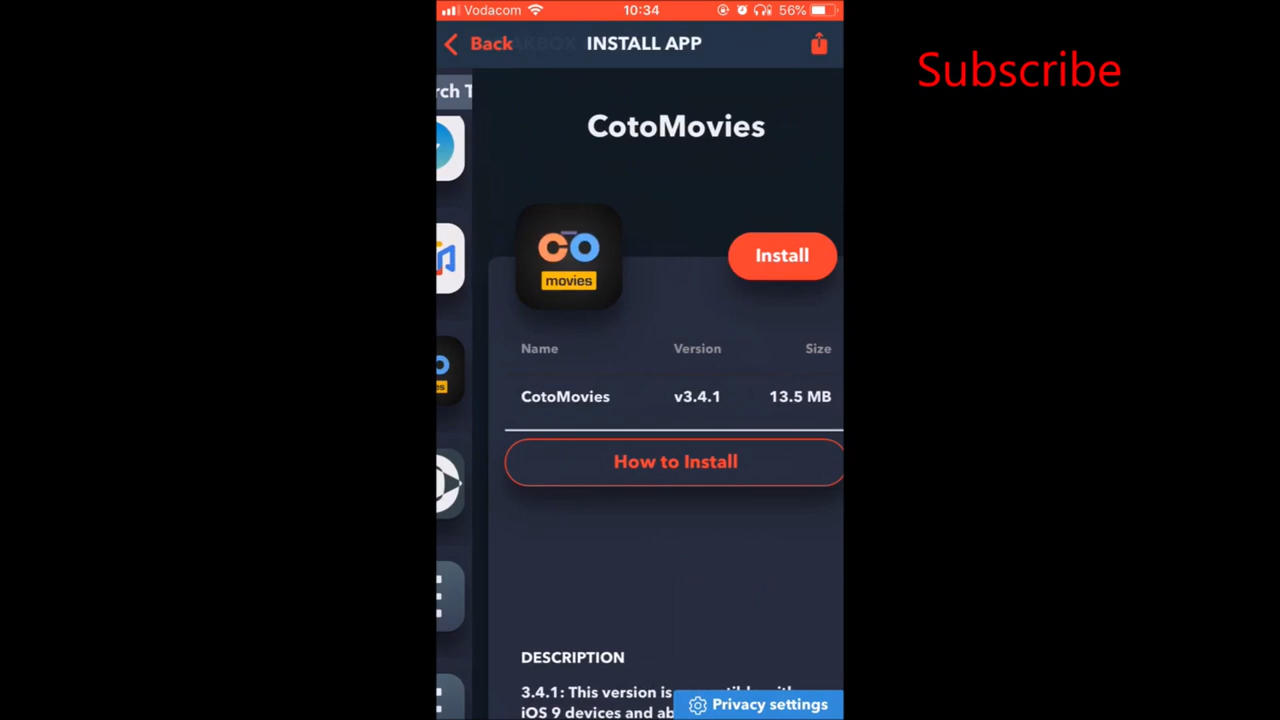 Vodacom 10:34 56%
Back INSTALL APP
Subscribe
rch T
CotoMovies
co
movies
Install
Name Version Size
CotoMovies v3.4.1 13.5 MB
How to Install
DESCRIPTION
3.4.1: This version is
iOS 9 devices and
Privacy settings